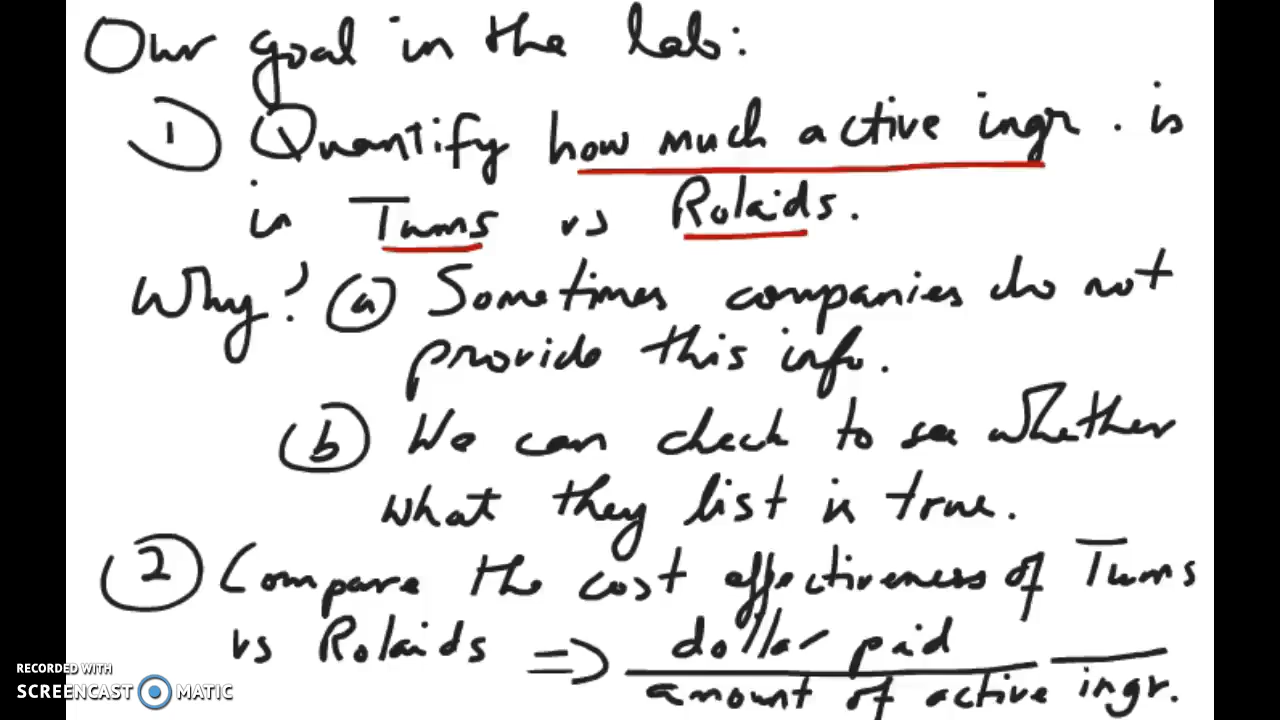 Our goal in the lab:
1) Quantify how much active ingr. is
in Tums vs Rolaids.
Why? (a) Sometimes companies do not
provide this info.
(b) We can check to see whether
what they list is true.
(2) Compare the cost effectiveness of Tums
vs Rolaids => dollar paid
amount of active ingr.
RECORDED WITH
SCREENCAST MATIC